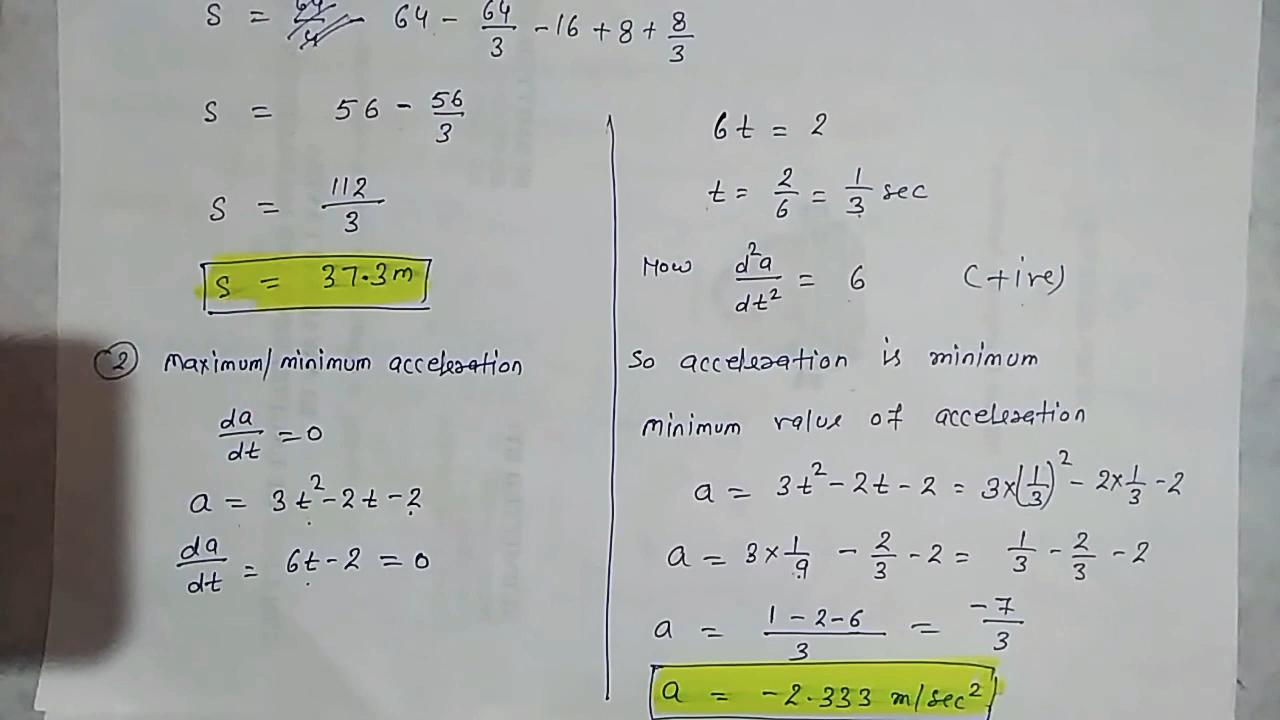 S = 64 - 64/3 - 16 + 8 + 8/3
S = 56 - 56/3
S = 112/3
S = 37.3 m
(2) Maximum/minimum acceleration
da/dt = 0
a = 3t² - 2t - 2
da/dt = 6t - 2 = 0
6t = 2
t = 2/6 = 1/3 sec
Now d²a/dt² = 6 (+ive)
So acceleration is minimum
minimum value of acceleration
a = 3t² - 2t - 2 = 3×(1/3)² - 2×1/3 - 2
a = 3×1/9 - 2/3 - 2 = 1/3 - 2/3 - 2
a = 1-2-6/3 = -7/3
a = -2.333 m/sec²